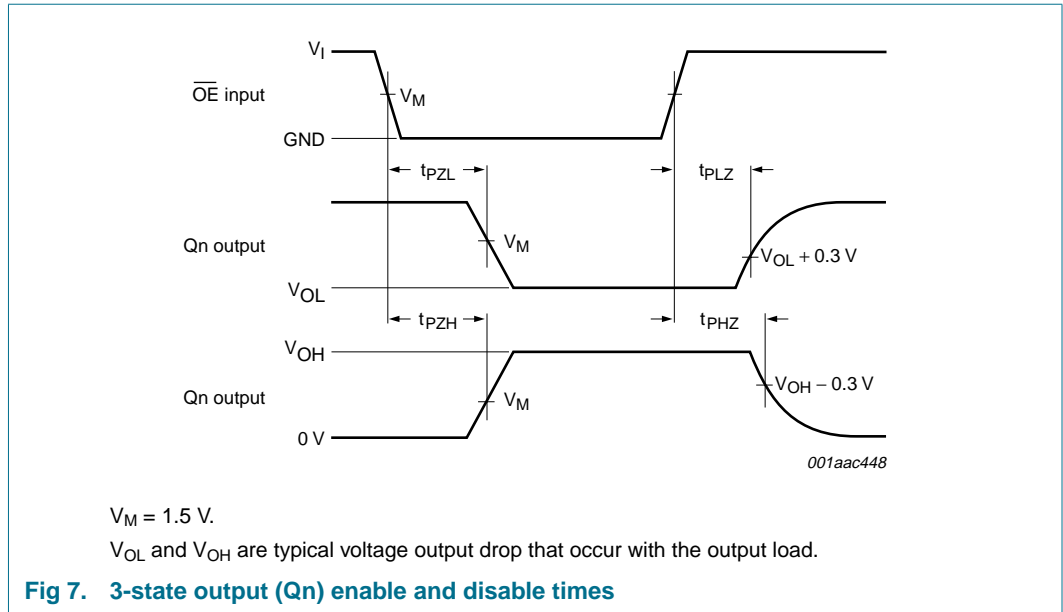 VI
OE input
VM
GND
tPZL
tPLZ
Qn output
VM
VOL + 0.3 V
VOL
tPZH
tPHZ
VOH
VOH − 0.3 V
Qn output
VM
0 V
001aac448
VM = 1.5 V.
VOL and VOH are typical voltage output drop that occur with the output load.
Fig 7. 3-state output (Qn) enable and disable times